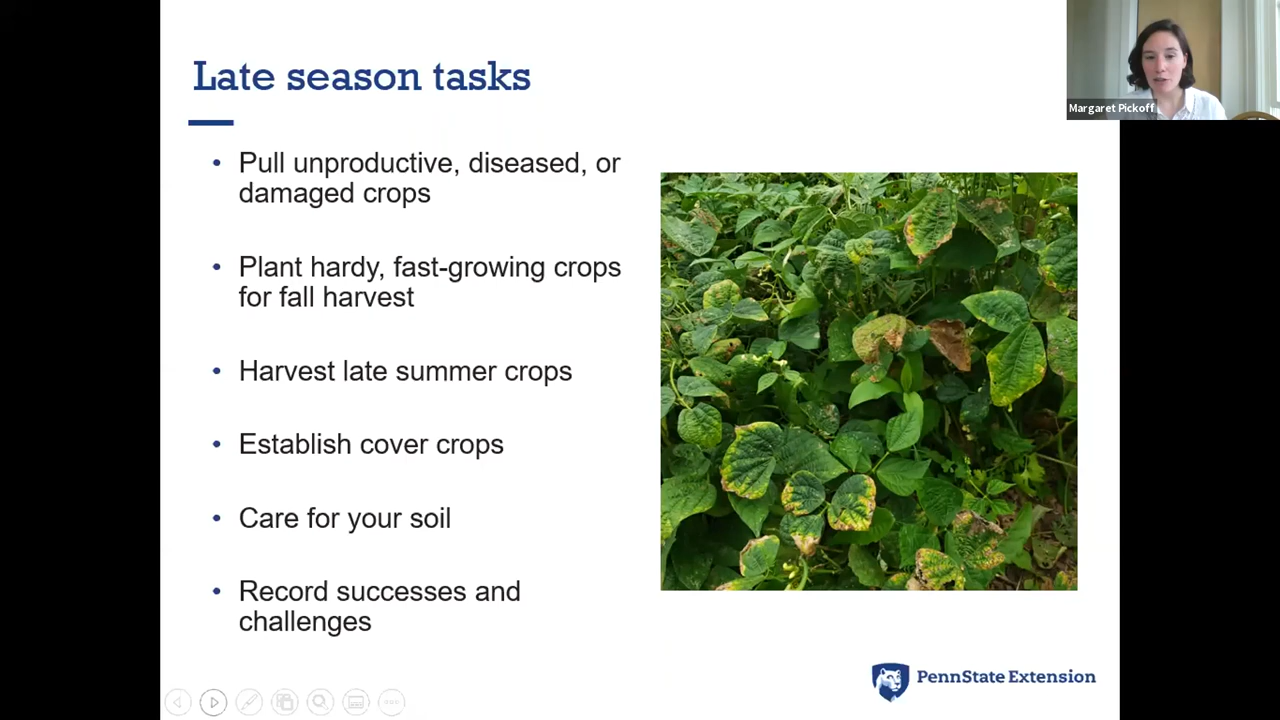 Late season tasks
Margaret Pickoff
• Pull unproductive, diseased, or
damaged crops
• Plant hardy, fast-growing crops
for fall harvest
• Harvest late summer crops
• Establish cover crops
• Care for your soil
• Record successes and
challenges
PennState Extension